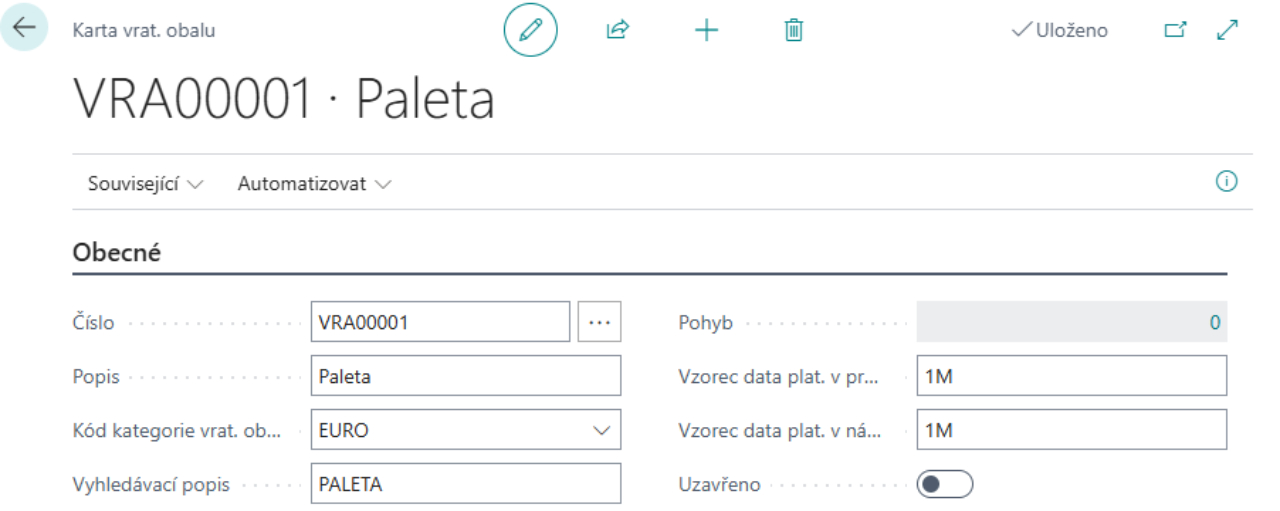 Karta vrat. obalu
Uloženo
VRA00001 · Paleta
Související
Automatizovat
Obecné
Číslo VRA00001 ...
Pohyb 0
Popis Paleta
Vzorec data plat. v pr... 1M
Kód kategorie vrat. ob... EURO
Vzorec data plat. v ná... 1M
Vyhledávací popis PALETA
Uzavřeno